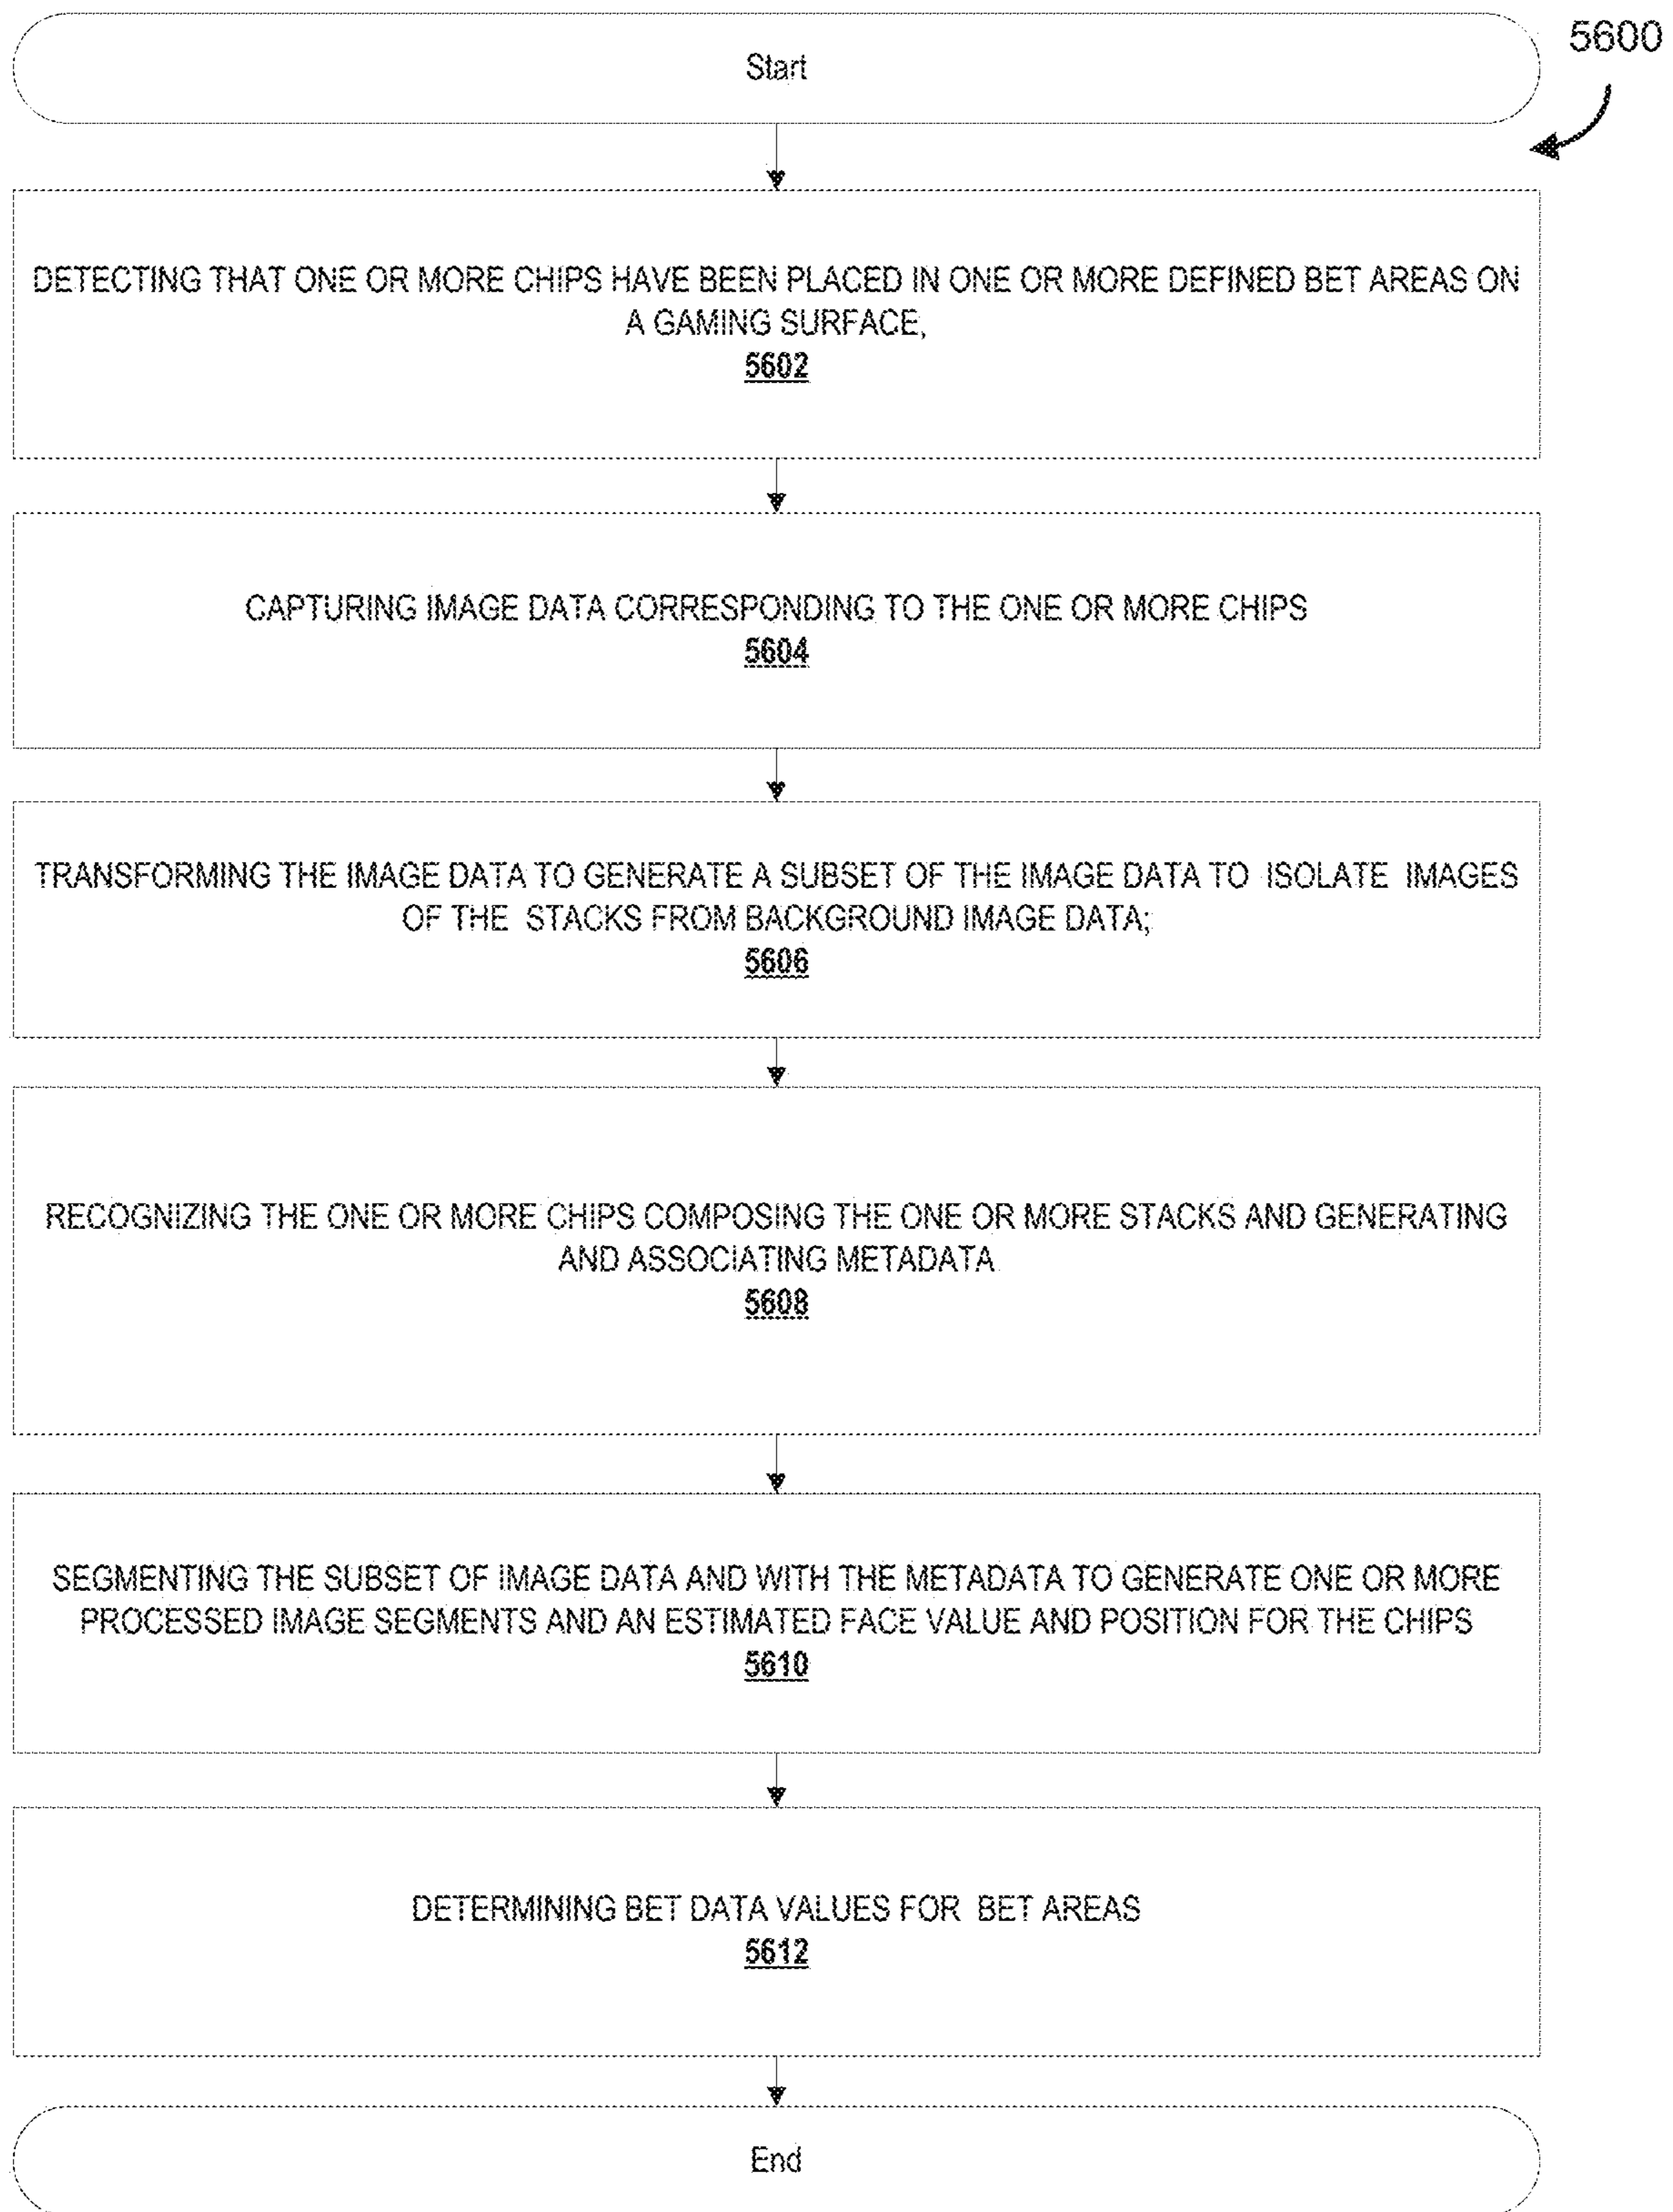 5600
Start
DETECTING THAT ONE OR MORE CHIPS HAVE BEEN PLACED IN ONE OR MORE DEFINED BET AREAS ON
A GAMING SURFACE,
5602
CAPTURING IMAGE DATA CORRESPONDING TO THE ONE OR MORE CHIPS
5604
TRANSFORMING THE IMAGE DATA TO GENERATE A SUBSET OF THE IMAGE DATA TO ISOLATE IMAGES
OF THE STACKS FROM BACKGROUND IMAGE DATA;
5606
RECOGNIZING THE ONE OR MORE CHIPS COMPOSING THE ONE OR MORE STACKS AND GENERATING
AND ASSOCIATING METADATA
5608
SEGMENTING THE SUBSET OF IMAGE DATA AND WITH THE METADATA TO GENERATE ONE OR MORE
PROCESSED IMAGE SEGMENTS AND AN ESTIMATED FACE VALUE AND POSITION FOR THE CHIPS
5610
DETERMINING BET DATA VALUES FOR BET AREAS
5612
End